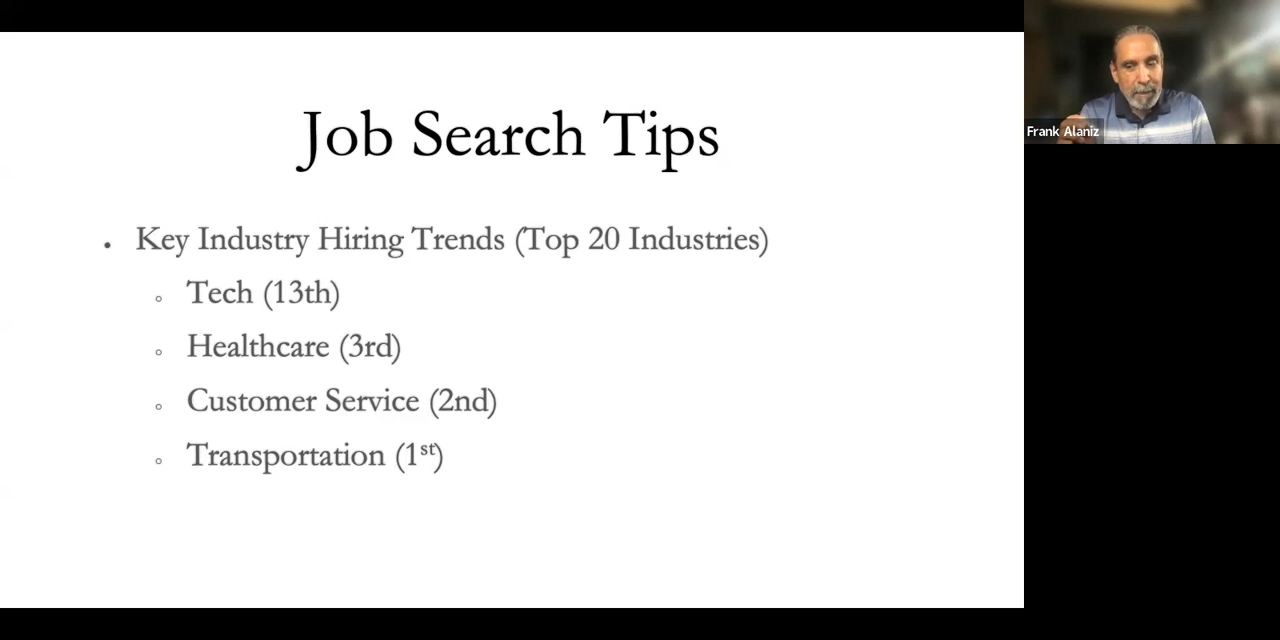 Job Search Tips
• Key Industry Hiring Trends (Top 20 Industries)
◦ Tech (13th)
◦ Healthcare (3rd)
◦ Customer Service (2nd)
◦ Transportation (1st)
Frank Alaniz